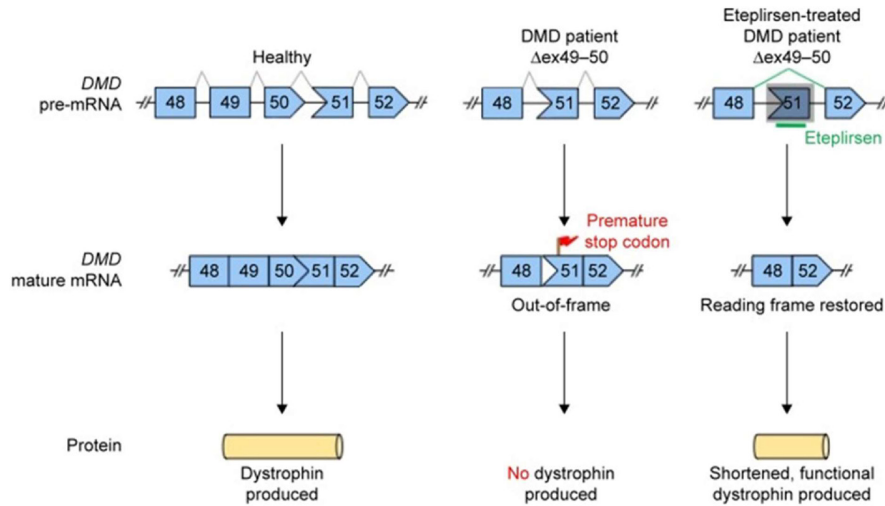 Healthy
DMD patient
Δex49–50
Eteplirsen-treated
DMD patient
Δex49–50
DMD
pre-mRNA
48 49 50 51 52
48 51 52
48 51 52
Eteplirsen
Premature
stop codon
DMD
mature mRNA
48 49 50 51 52
48 51 52
48 52
Out-of-frame
Reading frame restored
Protein
Dystrophin
produced
No dystrophin
produced
Shortened, functional
dystrophin produced